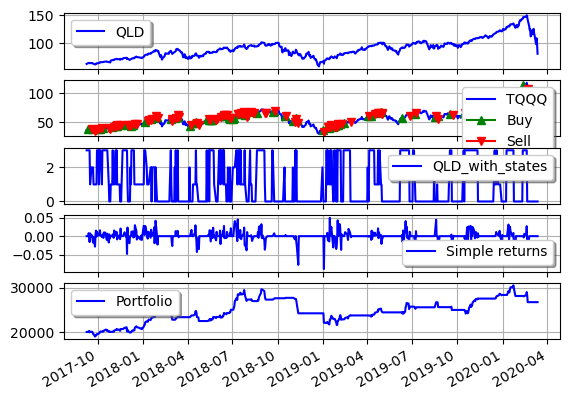 150
QLD
100
100
TQQQ
Buy
50
Sell
2
QLD_with_states
0
0.05
0.00
−0.05
Simple returns
30000
Portfolio
20000
2017-10 2018-01 2018-04 2018-07 2018-10 2019-01 2019-04 2019-07 2019-10 2020-01 2020-04